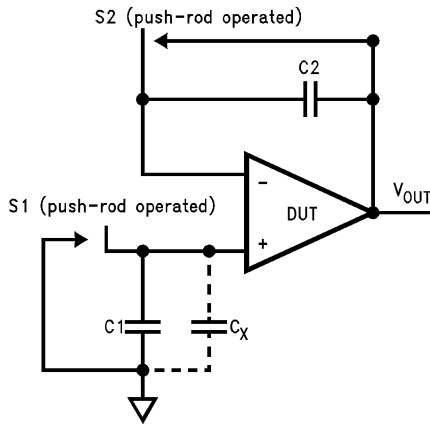 S2 (push-rod operated)
C2
-
DUT
VOUT
S1 (push-rod operated)
+
C1
CX